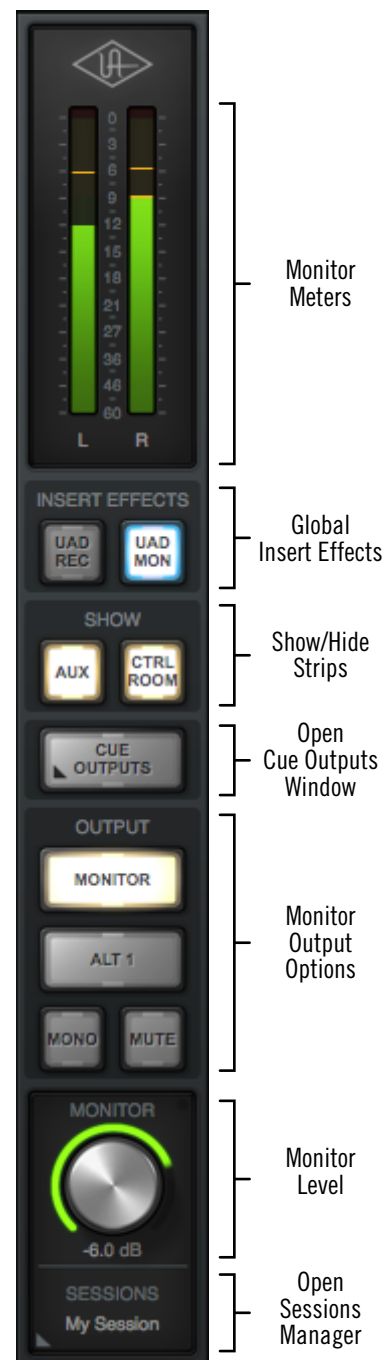 0
3
6
9
12
15
18
21
27
36
46
60
L R
Monitor
Meters
INSERT EFFECTS
UAD
REC
UAD
MON
Global
Insert Effects
SHOW
AUX
CTRL
ROOM
Show/Hide
Strips
CUE
OUTPUTS
Open
Cue Outputs
Window
OUTPUT
MONITOR
ALT 1
MONO
MUTE
Monitor
Output
Options
MONITOR
-6.0 dB
Monitor
Level
SESSIONS
My Session
Open
Sessions
Manager